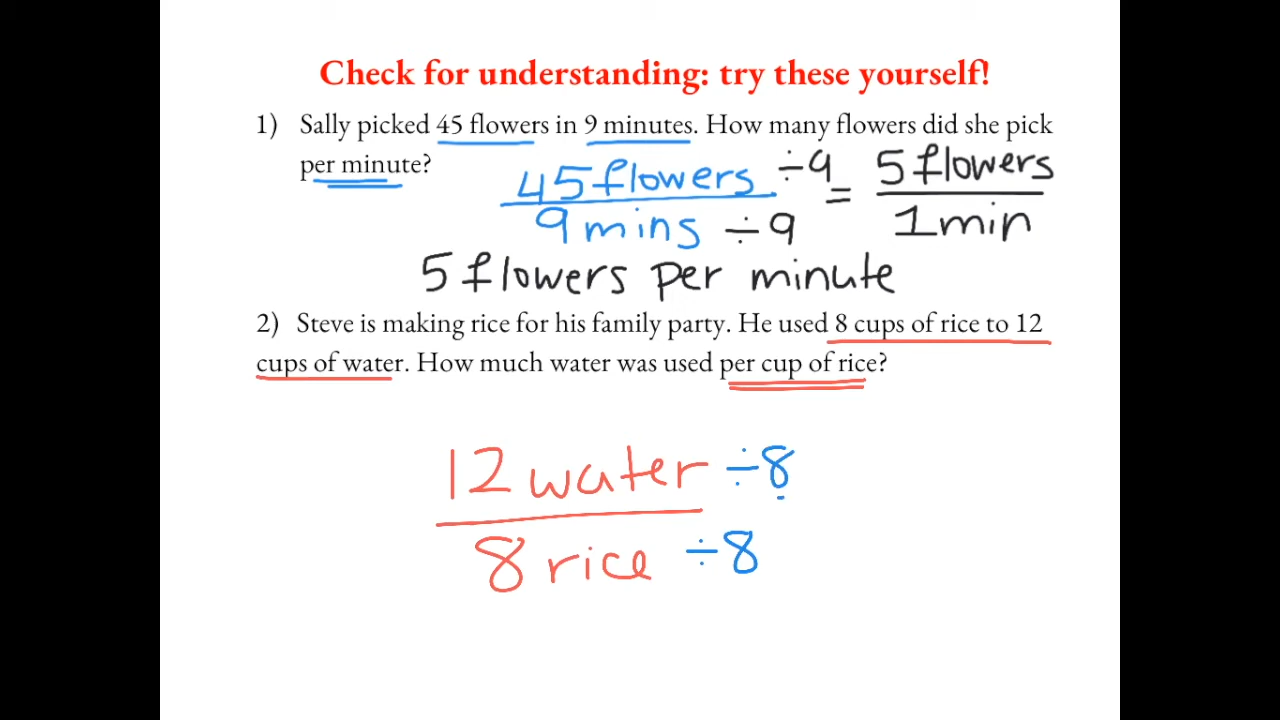 Check for understanding: try these yourself!
1) Sally picked 45 flowers in 9 minutes. How many flowers did she pick
per minute?
45 flowers ÷9 = 5 flowers
9 mins ÷9 1 min
5 flowers per minute
2) Steve is making rice for his family party. He used 8 cups of rice to 12
cups of water. How much water was used per cup of rice?
12 water ÷8
8 rice ÷8